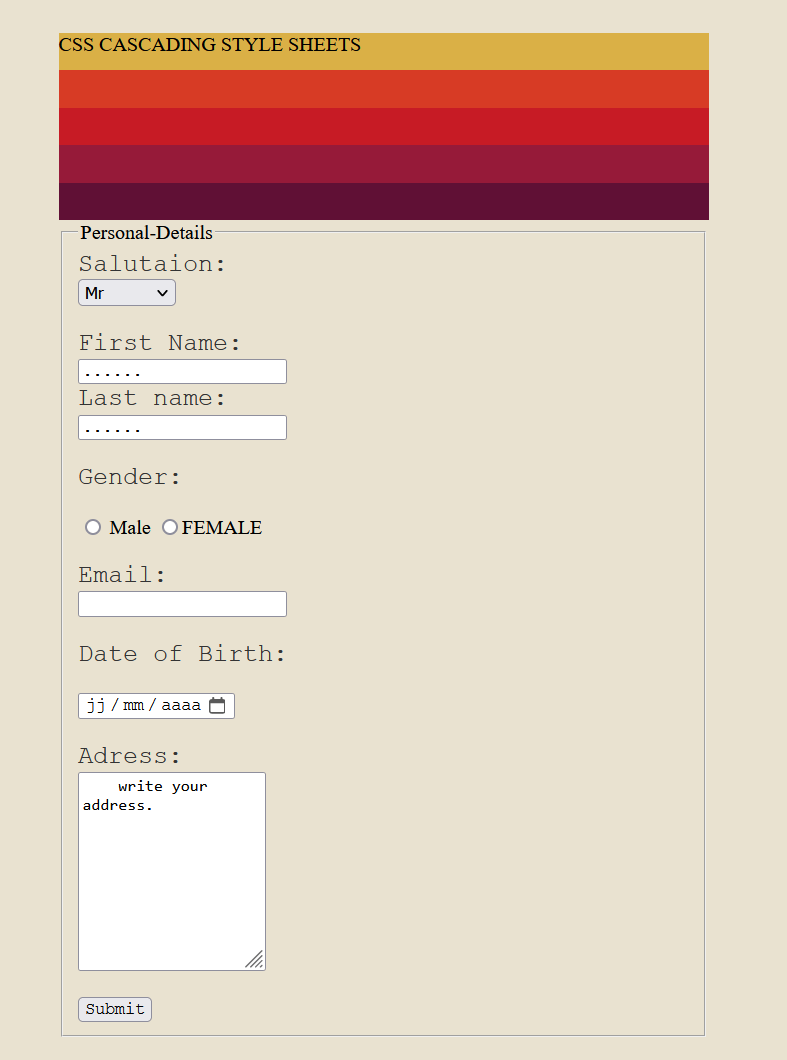 CSS CASCADING STYLE SHEETS
Personal-Details
Salutaion:
Mr
First Name:
......
Last name:
......
Gender:
Male FEMALE
Email:
Date of Birth:
jj/mm/aaaa
Adress:
write your
address.
Submit